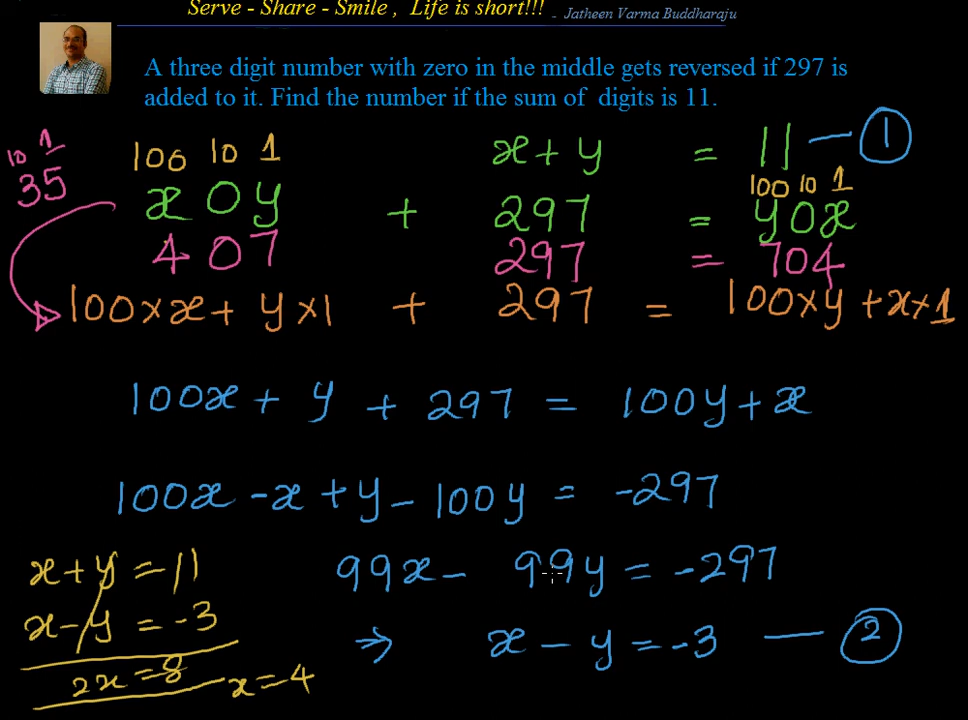 Serve - Share - Smile , Life is short!!! - Jatheen Varma Buddharaju
A three digit number with zero in the middle gets reversed if 297 is
added to it. Find the number if the sum of digits is 11.
10 1
35
100 10 1
x + y = 11 — ①
100 10 1
x 0 y + 297 = y 0 x
4 0 7 297 = 704
100 × x + y × 1 + 297 = 100 × y + x × 1
100x + y + 297 = 100y + x
100x - x + y - 100y = -297
99x - 99y = -297
⇒ x - y = -3 — ②
x + y = 11
x - y = -3
2x = 8
x = 4